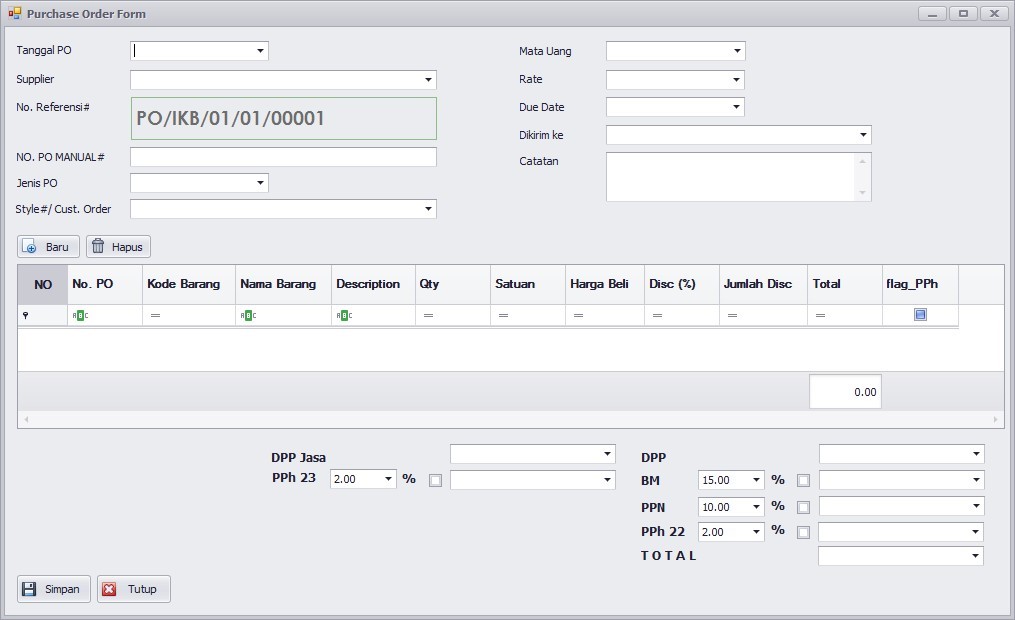 Purchase Order Form
Tanggal PO
Supplier
No. Referensi#
PO/IKB/01/01/00001
NO. PO MANUAL#
Jenis PO
Style#/ Cust. Order
Mata Uang
Rate
Due Date
Dikirim ke
Catatan
Baru Hapus
NO No. PO Kode Barang Nama Barang Description Qty Satuan Harga Beli Disc (%) Jumlah Disc Total flag_PPh
ABC = ABC ABC = = = = = =
0.00
DPP Jasa
PPh 23 2.00 %
DPP
BM 15.00 %
PPN 10.00 %
PPh 22 2.00 %
T O T A L
Simpan Tutup